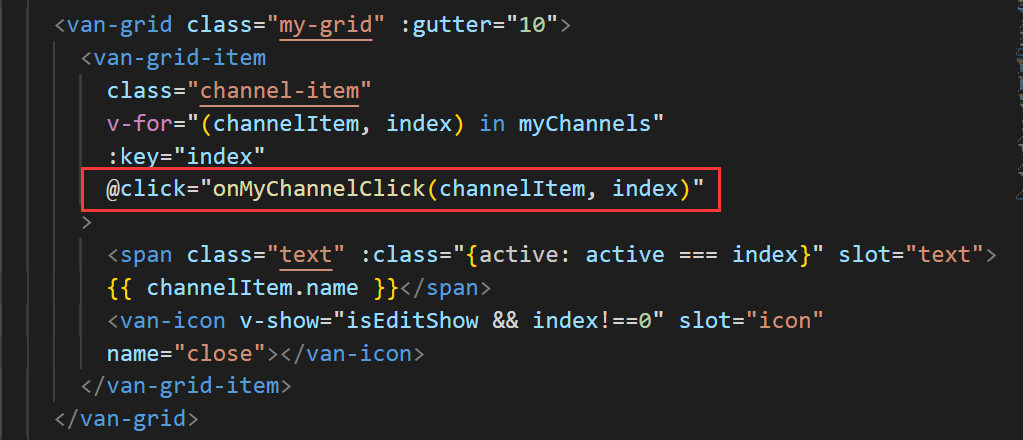 <van-grid class="my-grid" :gutter="10">
<van-grid-item
class="channel-item"
v-for="(channelItem, index) in myChannels"
:key="index"
@click="onMyChannelClick(channelItem, index)"
>
<span class="text" :class="{active: active === index}" slot="text">
{{ channelItem.name }}</span>
<van-icon v-show="isEditShow && index!==0" slot="icon"
name="close"></van-icon>
</van-grid-item>
</van-grid>